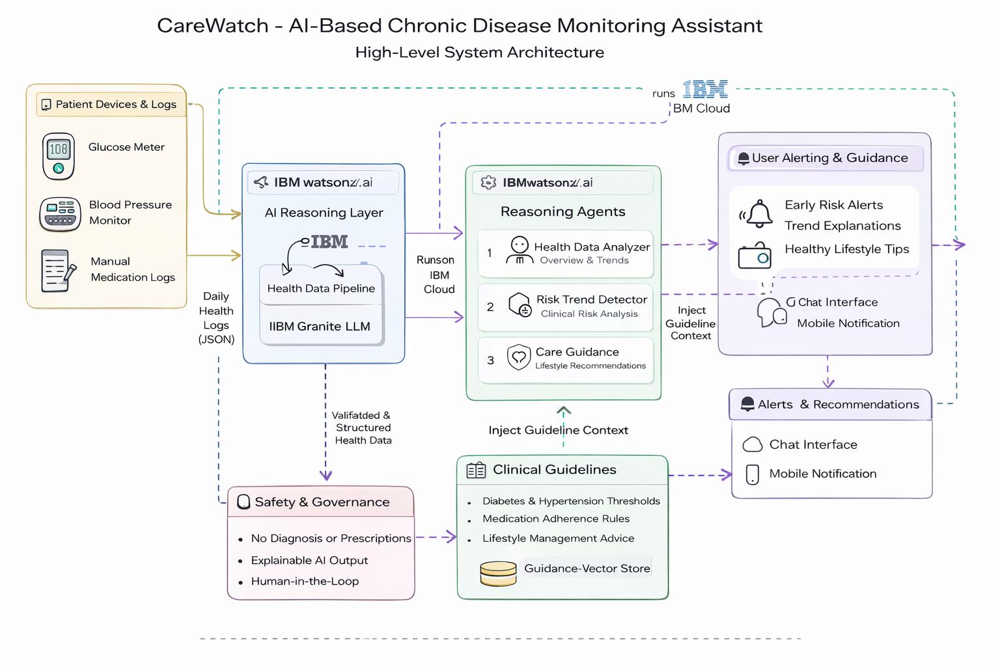 CareWatch - AI-Based Chronic Disease Monitoring Assistant
High-Level System Architecture
runs IBM
BM Cloud
Patient Devices & Logs
108
Glucose Meter
Blood Pressure
Monitor
Manual
Medication Logs
Daily
Health
Logs
(JSON)
IBM watsonz/.ai
AI Reasoning Layer
IBM
Health Data Pipeline
IIBM Granite LLM
Runson
IBM
Cloud
IBMwatsonz/.ai
Reasoning Agents
1 Health Data Analyzer
Overview & Trends
2 Risk Trend Detector
Clinical Risk Analysis
3 Care Guidance
Lifestyle Recommendations
Inject
Guideline
Context
User Alerting & Guidance
Early Risk Alerts
Trend Explanations
Healthy Lifestyle Tips
Chat Interface
Mobile Notification
Valifiatded &
Structured
Health Data
Inject Guideline Context
Alerts & Recommendations
Chat Interface
Mobile Notification
Safety & Governance
• No Diagnosis or Prescriptions
• Explainable AI Output
• Human-in-the-Loop
Clinical Guidelines
• Diabetes & Hypertension Thresholds
• Medication Adherence Rules
• Lifestyle Management Advice
Guidance-Vector Store